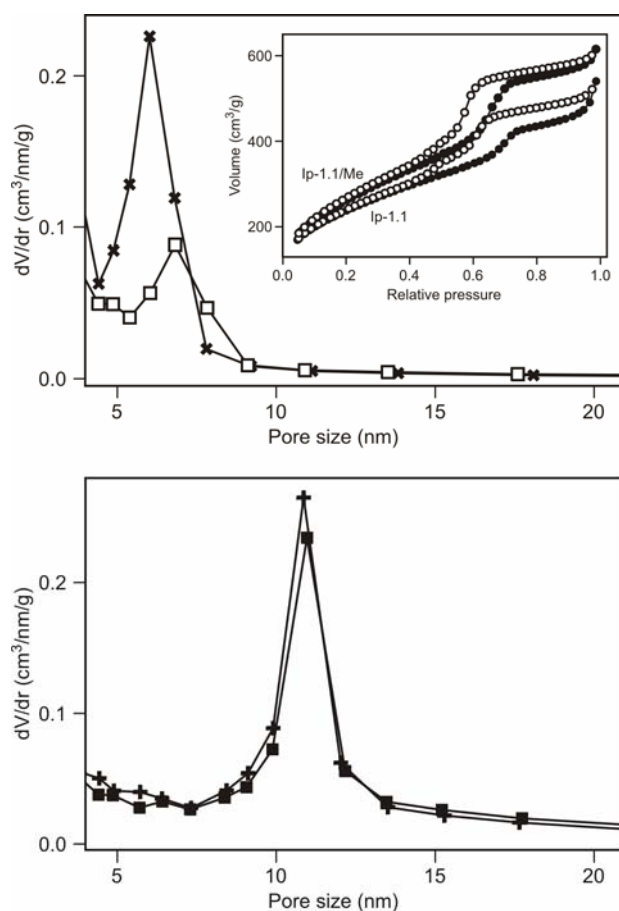 dV/dr (cm³/nm/g)
0.2
0.1
0.0
5
10
15
20
Pore size (nm)
Volume (cm³/g)
600
400
200
Ip-1.1/Me
Ip-1.1
0.0
0.2
0.4
0.6
0.8
1.0
Relative pressure
dV/dr (cm³/nm/g)
0.2
0.1
0.0
5
10
15
20
Pore size (nm)